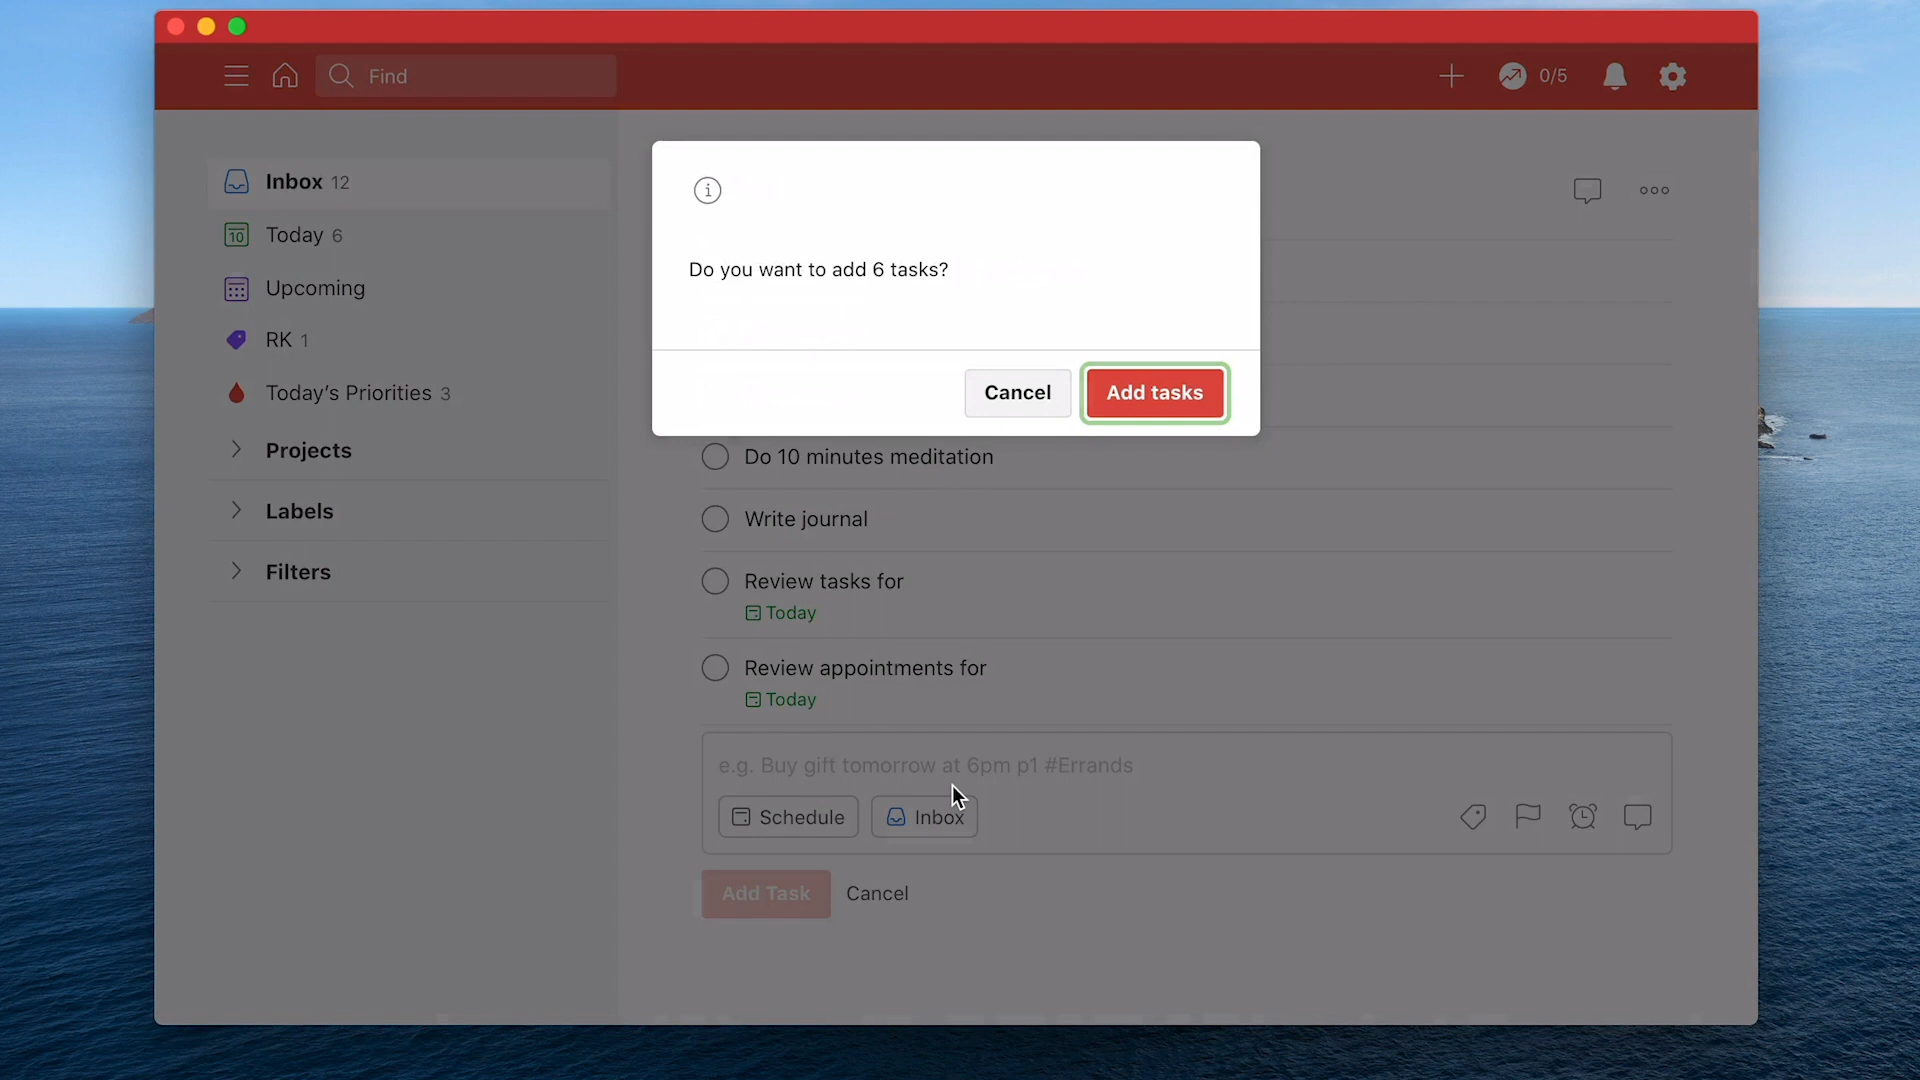 Find
0/5
Inbox 12
10
Today 6
Upcoming
RK 1
Today's Priorities 3
Projects
Labels
Filters
Do you want to add 6 tasks?
Cancel
Add tasks
Do 10 minutes meditation
Write journal
Review tasks for
Today
Review appointments for
Today
e.g. Buy gift tomorrow at 6pm p1 #Errands
Schedule
Inbox
Add Task
Cancel